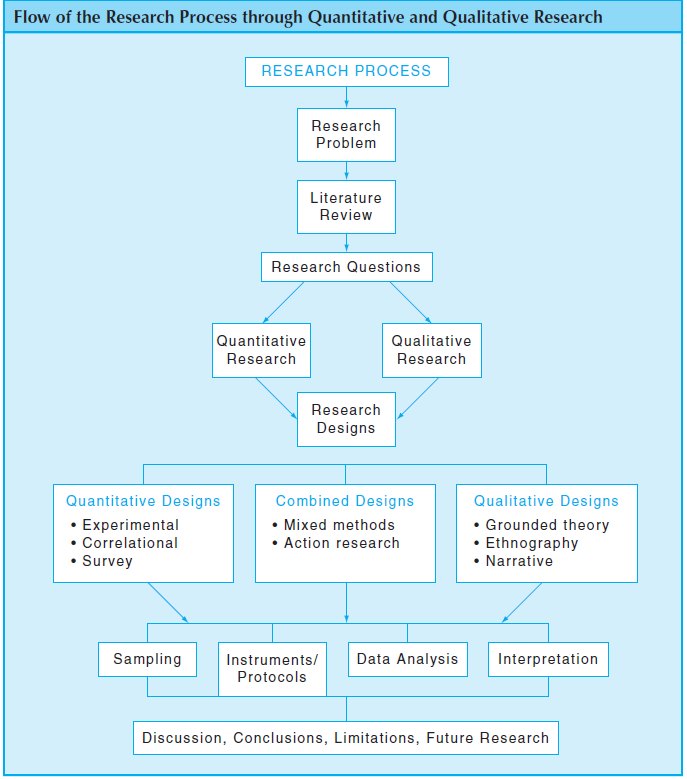 Flow of the Research Process through Quantitative and Qualitative Research
RESEARCH PROCESS
Research
Problem
Literature
Review
Research Questions
Quantitative
Research
Qualitative
Research
Research
Designs
Quantitative Designs
• Experimental
• Correlational
• Survey
Combined Designs
• Mixed methods
• Action research
Qualitative Designs
• Grounded theory
• Ethnography
• Narrative
Sampling
Instruments/
Protocols
Data Analysis
Interpretation
Discussion, Conclusions, Limitations, Future Research